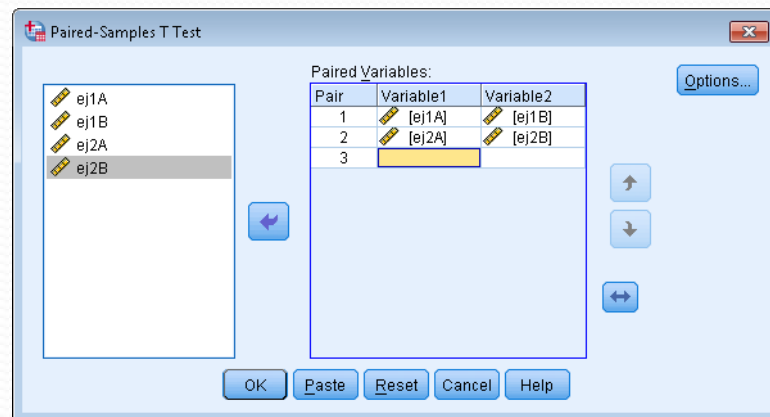 Paired-Samples T Test
ej1A
ej1B
ej2A
ej2B
Paired Variables:
Pair Variable1 Variable2
1 [ej1A] [ej1B]
2 [ej2A] [ej2B]
3
Options...
OK Paste Reset Cancel Help